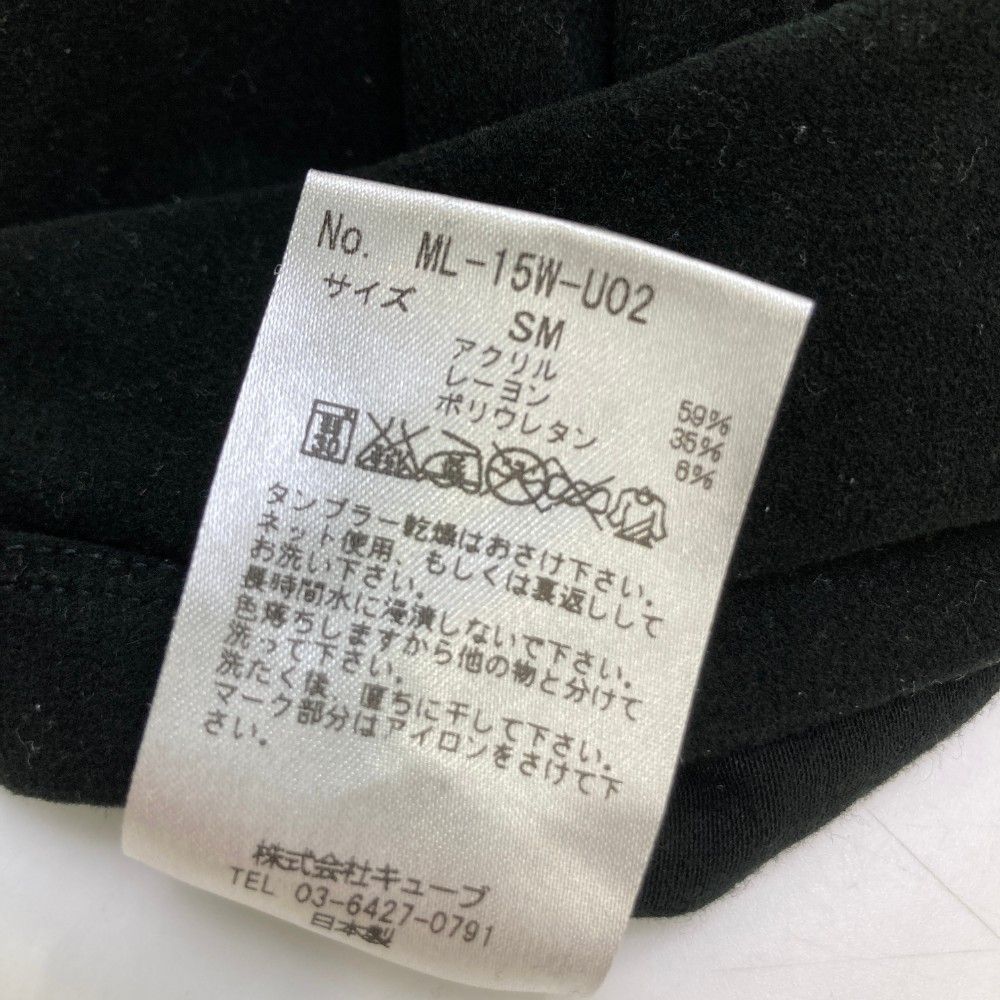 No. ML-15W-U02
サイズ
SM
アクリル 59%
レーヨン 35%
ポリウレタン 6%
30
タンブラー乾燥はおさけ下さい.
ネット使用, もしくは裏返しして
お洗い下さい.
長時間水に浸漬しないで下さい.
色落ちしますから他の物と分けて
洗って下さい.
洗たく後, 直ちに干して下さい.
マーク部分はアイロンをさけて下
さい.
株式会社キューブ
TEL 03-6427-0791
日本製